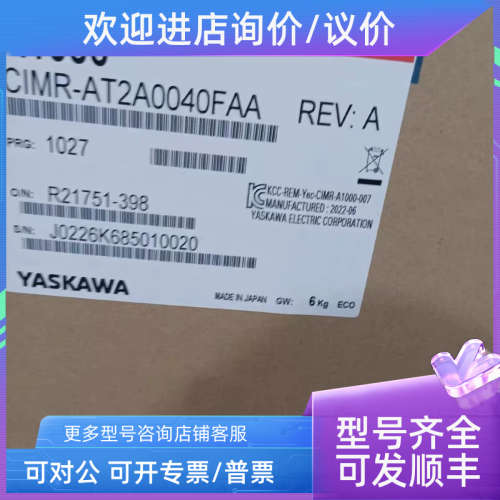 欢迎进店询价/议价
CIMR-AT2A0040FAA
REV: A
PRG: 1027
O/N: R21751-398
S/N: J0226K685010020
KCC-REM-Yec-CIMR-A1000-007
MANUFACTURED : 2022-06
YASKAWA ELECTRIC CORPORATION
YASKAWA
MADE IN JAPAN GW: 6 Kg ECO
更多型号咨询店铺客服
可对公 可开专票/普票
型号齐全
可发顺丰